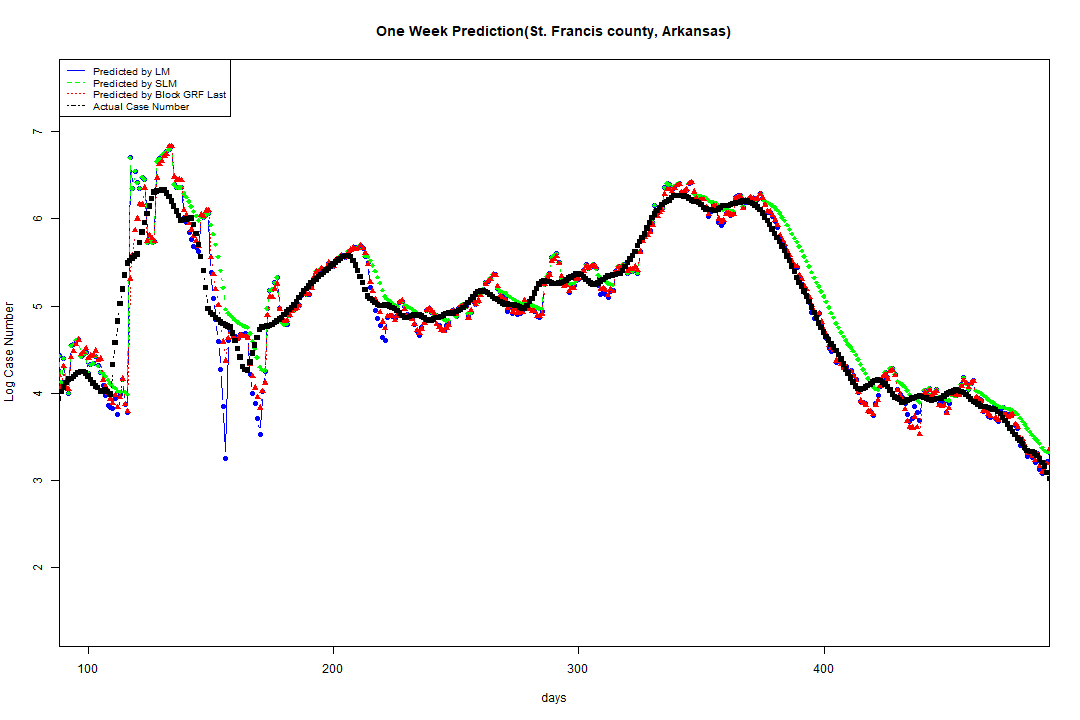 One Week Prediction(St. Francis county, Arkansas)
Predicted by LM
Predicted by SLM
Predicted by Block GRF Last
Actual Case Number
7
6
5
4
3
2
Log Case Number
100 200 300 400
days